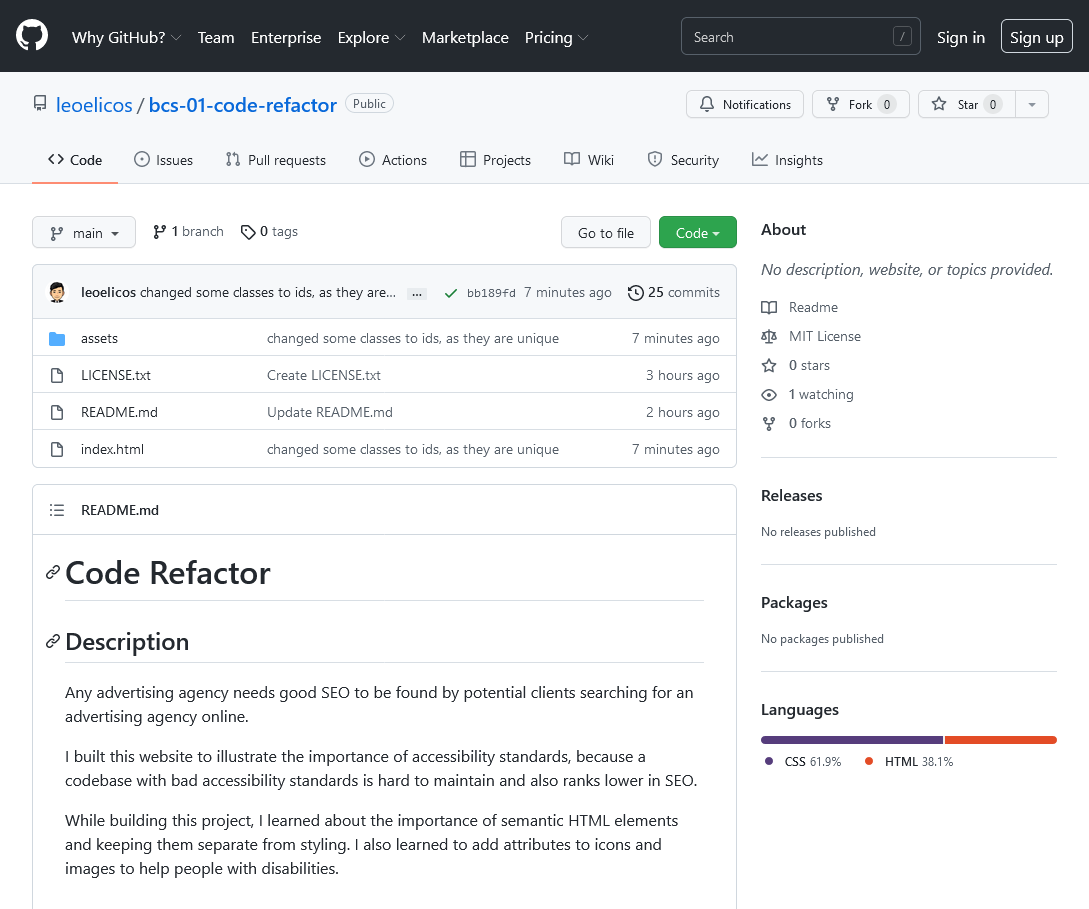 Why GitHub? Team Enterprise Explore Marketplace Pricing Search / Sign in Sign up
leoelicos / bcs-01-code-refactor Public Notifications Fork 0 Star 0
Code Issues Pull requests Actions Projects Wiki Security Insights
main 1 branch 0 tags Go to file Code
leoelicos changed some classes to ids, as they are... ... bb189fd 7 minutes ago 25 commits
assets changed some classes to ids, as they are unique 7 minutes ago
LICENSE.txt Create LICENSE.txt 3 hours ago
README.md Update README.md 2 hours ago
index.html changed some classes to ids, as they are unique 7 minutes ago
README.md
Code Refactor
Description
Any advertising agency needs good SEO to be found by potential clients searching for an
advertising agency online.
I built this website to illustrate the importance of accessibility standards, because a
codebase with bad accessibility standards is hard to maintain and also ranks lower in SEO.
While building this project, I learned about the importance of semantic HTML elements
and keeping them separate from styling. I also learned to add attributes to icons and
images to help people with disabilities.
About
No description, website, or topics provided.
Readme
MIT License
0 stars
1 watching
0 forks
Releases
No releases published
Packages
No packages published
Languages
CSS 61.9% HTML 38.1%